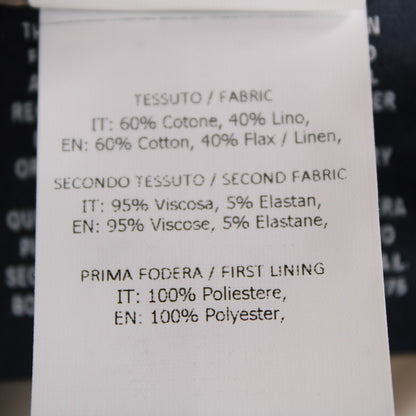 TESSUTO / FABRIC
IT: 60% Cotone, 40% Lino,
EN: 60% Cotton, 40% Flax / Linen,
SECONDO TESSUTO / SECOND FABRIC
IT: 95% Viscosa, 5% Elastan,
EN: 95% Viscose, 5% Elastane,
PRIMA FODERA / FIRST LINING
IT: 100% Poliestere,
EN: 100% Polyester,